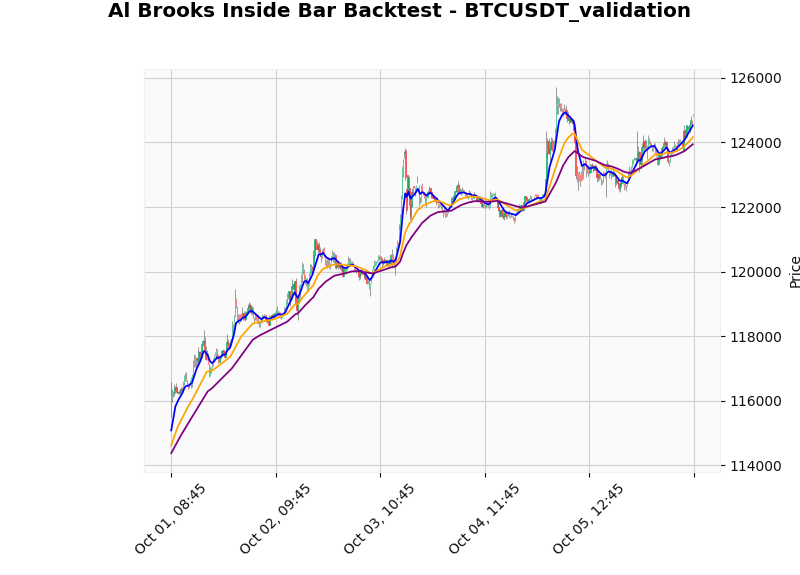 Al Brooks Inside Bar Backtest - BTCUSDT_validation
126000
124000
122000
120000
118000
116000
114000
Price
Oct 01, 08:45
Oct 02, 09:45
Oct 03, 10:45
Oct 04, 11:45
Oct 05, 12:45